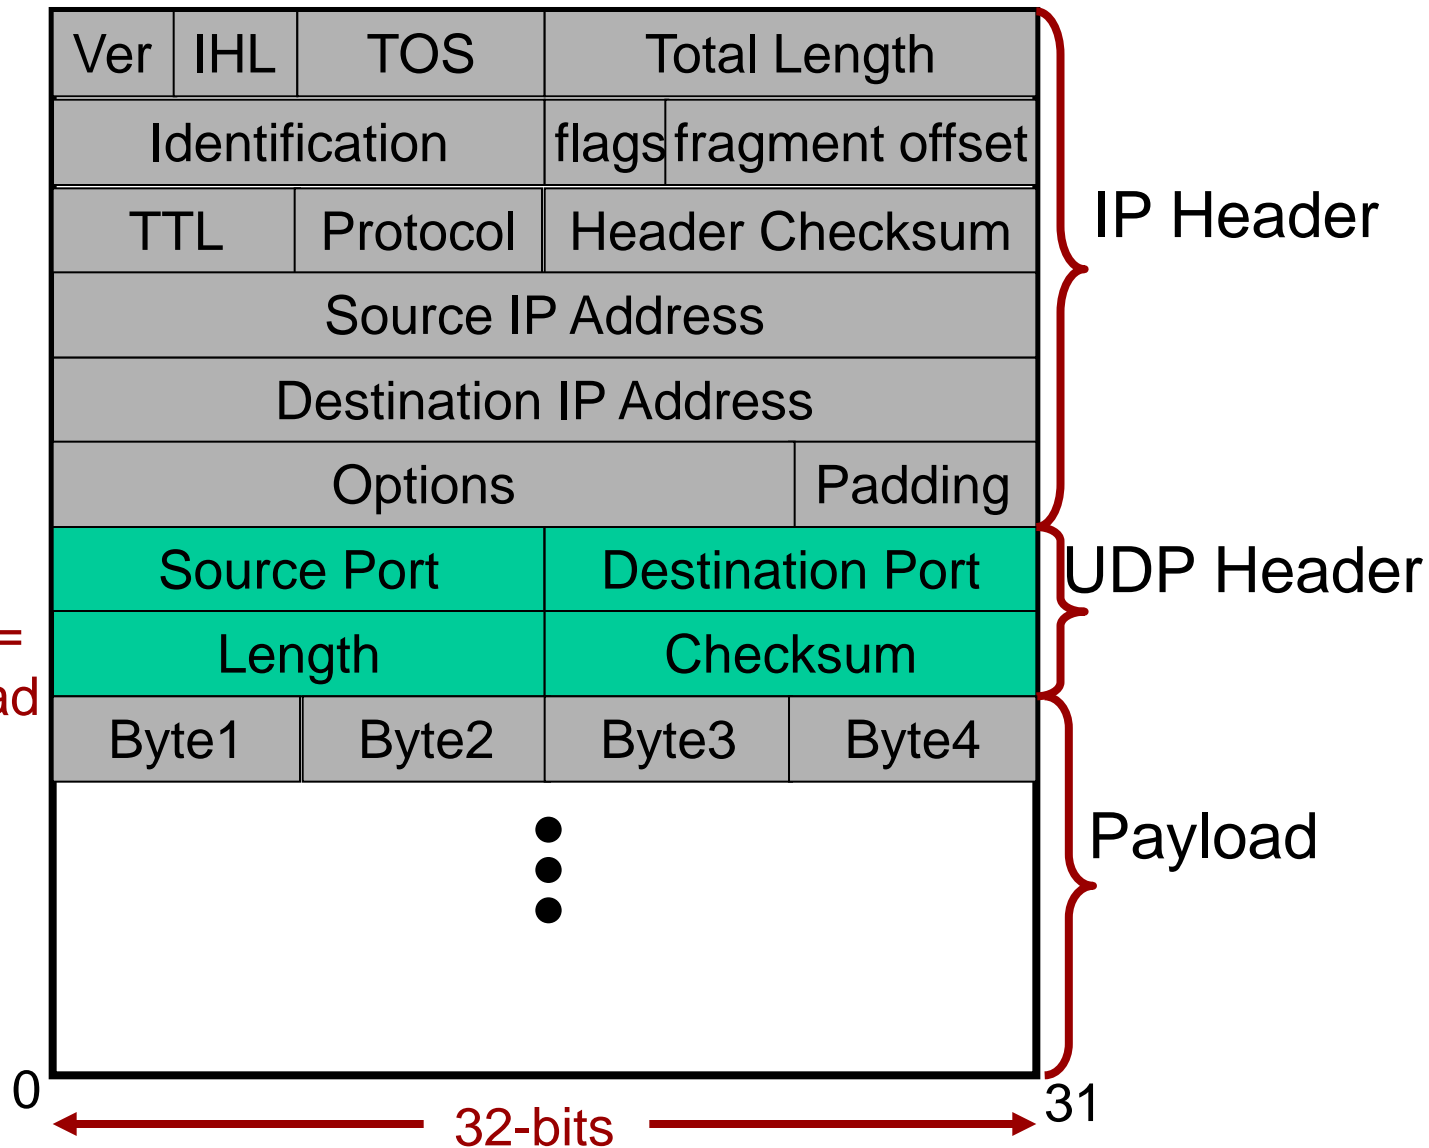 Ver IHL TOS Total Length
Identification flags fragment offset
TTL Protocol Header Checksum
IP Header
Source IP Address
Destination IP Address
Options Padding
Source Port Destination Port
UDP Header
Length Checksum
=
ad
Byte1 Byte2 Byte3 Byte4
Payload
0
31
32-bits